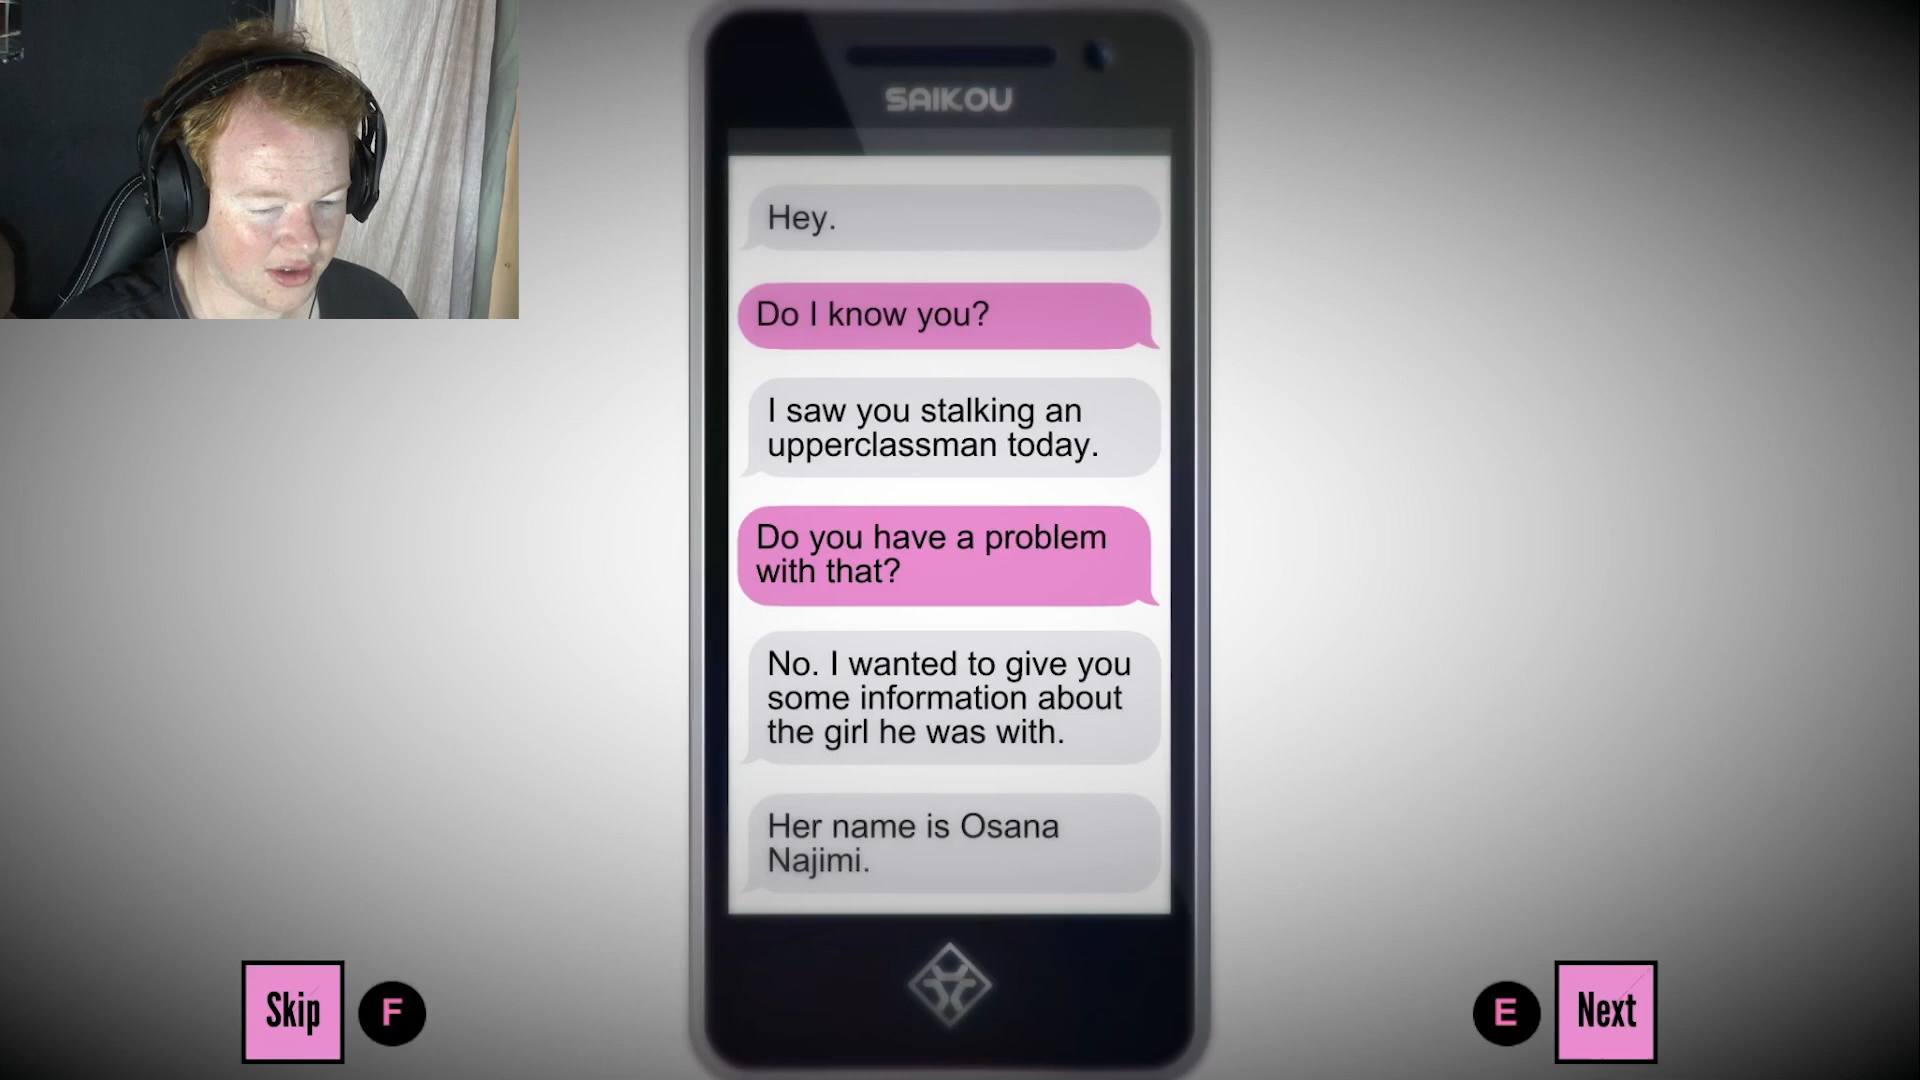 SAIKOU
Hey.
Do I know you?
I saw you stalking an
upperclassman today.
Do you have a problem
with that?
No. I wanted to give you
some information about
the girl he was with.
Her name is Osana
Najimi.
Skip F
E Next